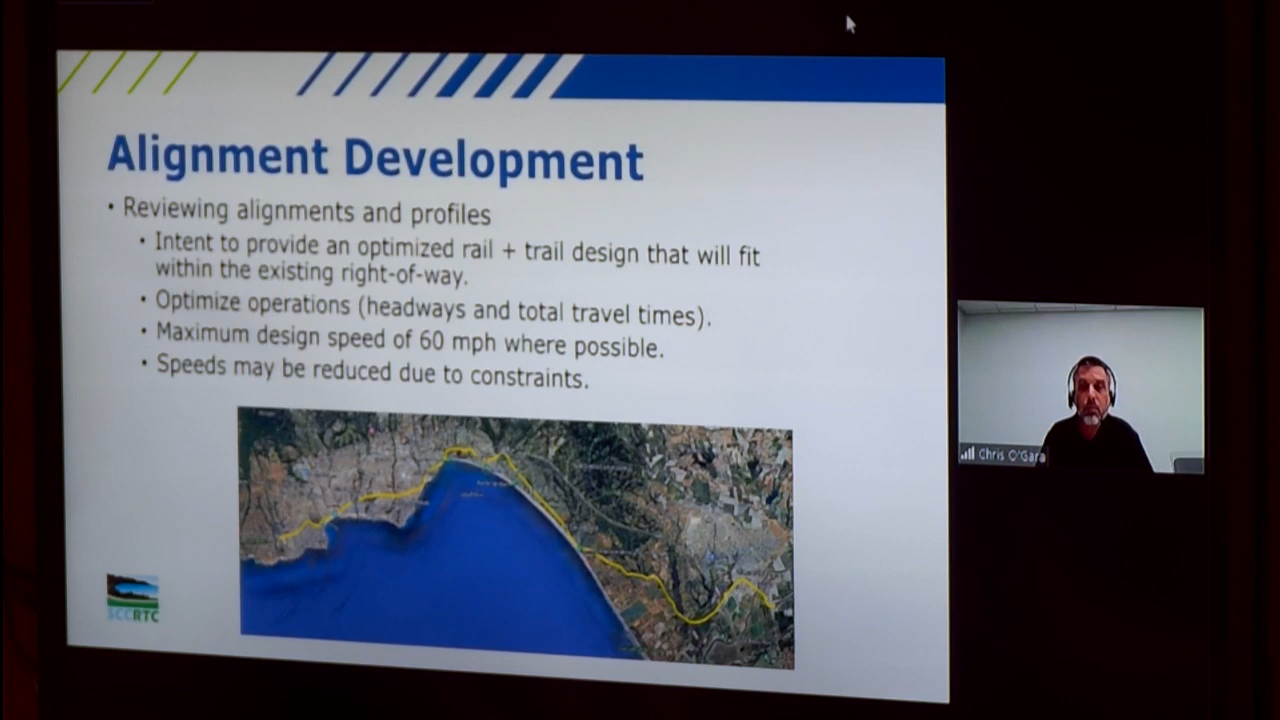 Alignment Development
• Reviewing alignments and profiles
• Intent to provide an optimized rail + trail design that will fit
within the existing right-of-way.
• Optimize operations (headways and total travel times).
• Maximum design speed of 60 mph where possible.
• Speeds may be reduced due to constraints.
Chris O'Gara
SCCRTC